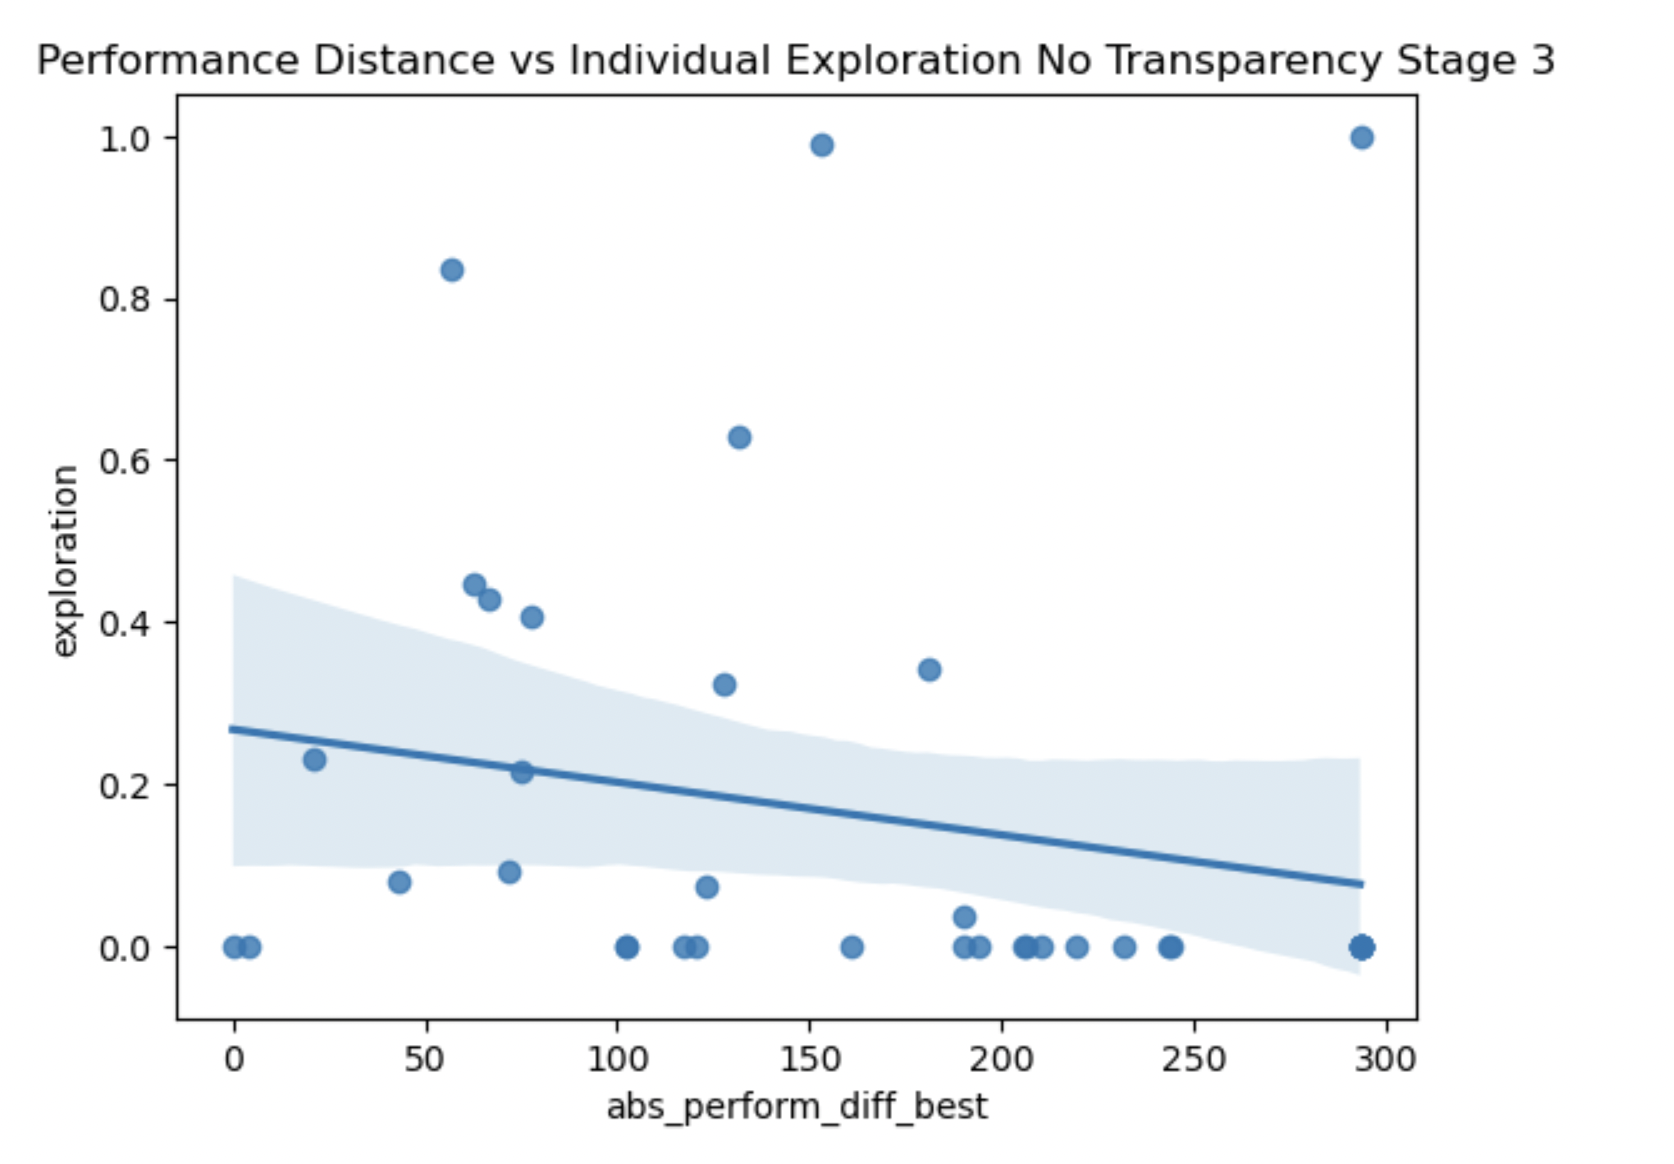 Performance Distance vs Individual Exploration No Transparency Stage 3
1.0
0.8
0.6
0.4
0.2
0.0
exploration
0 50 100 150 200 250 300
abs_perform_diff_best